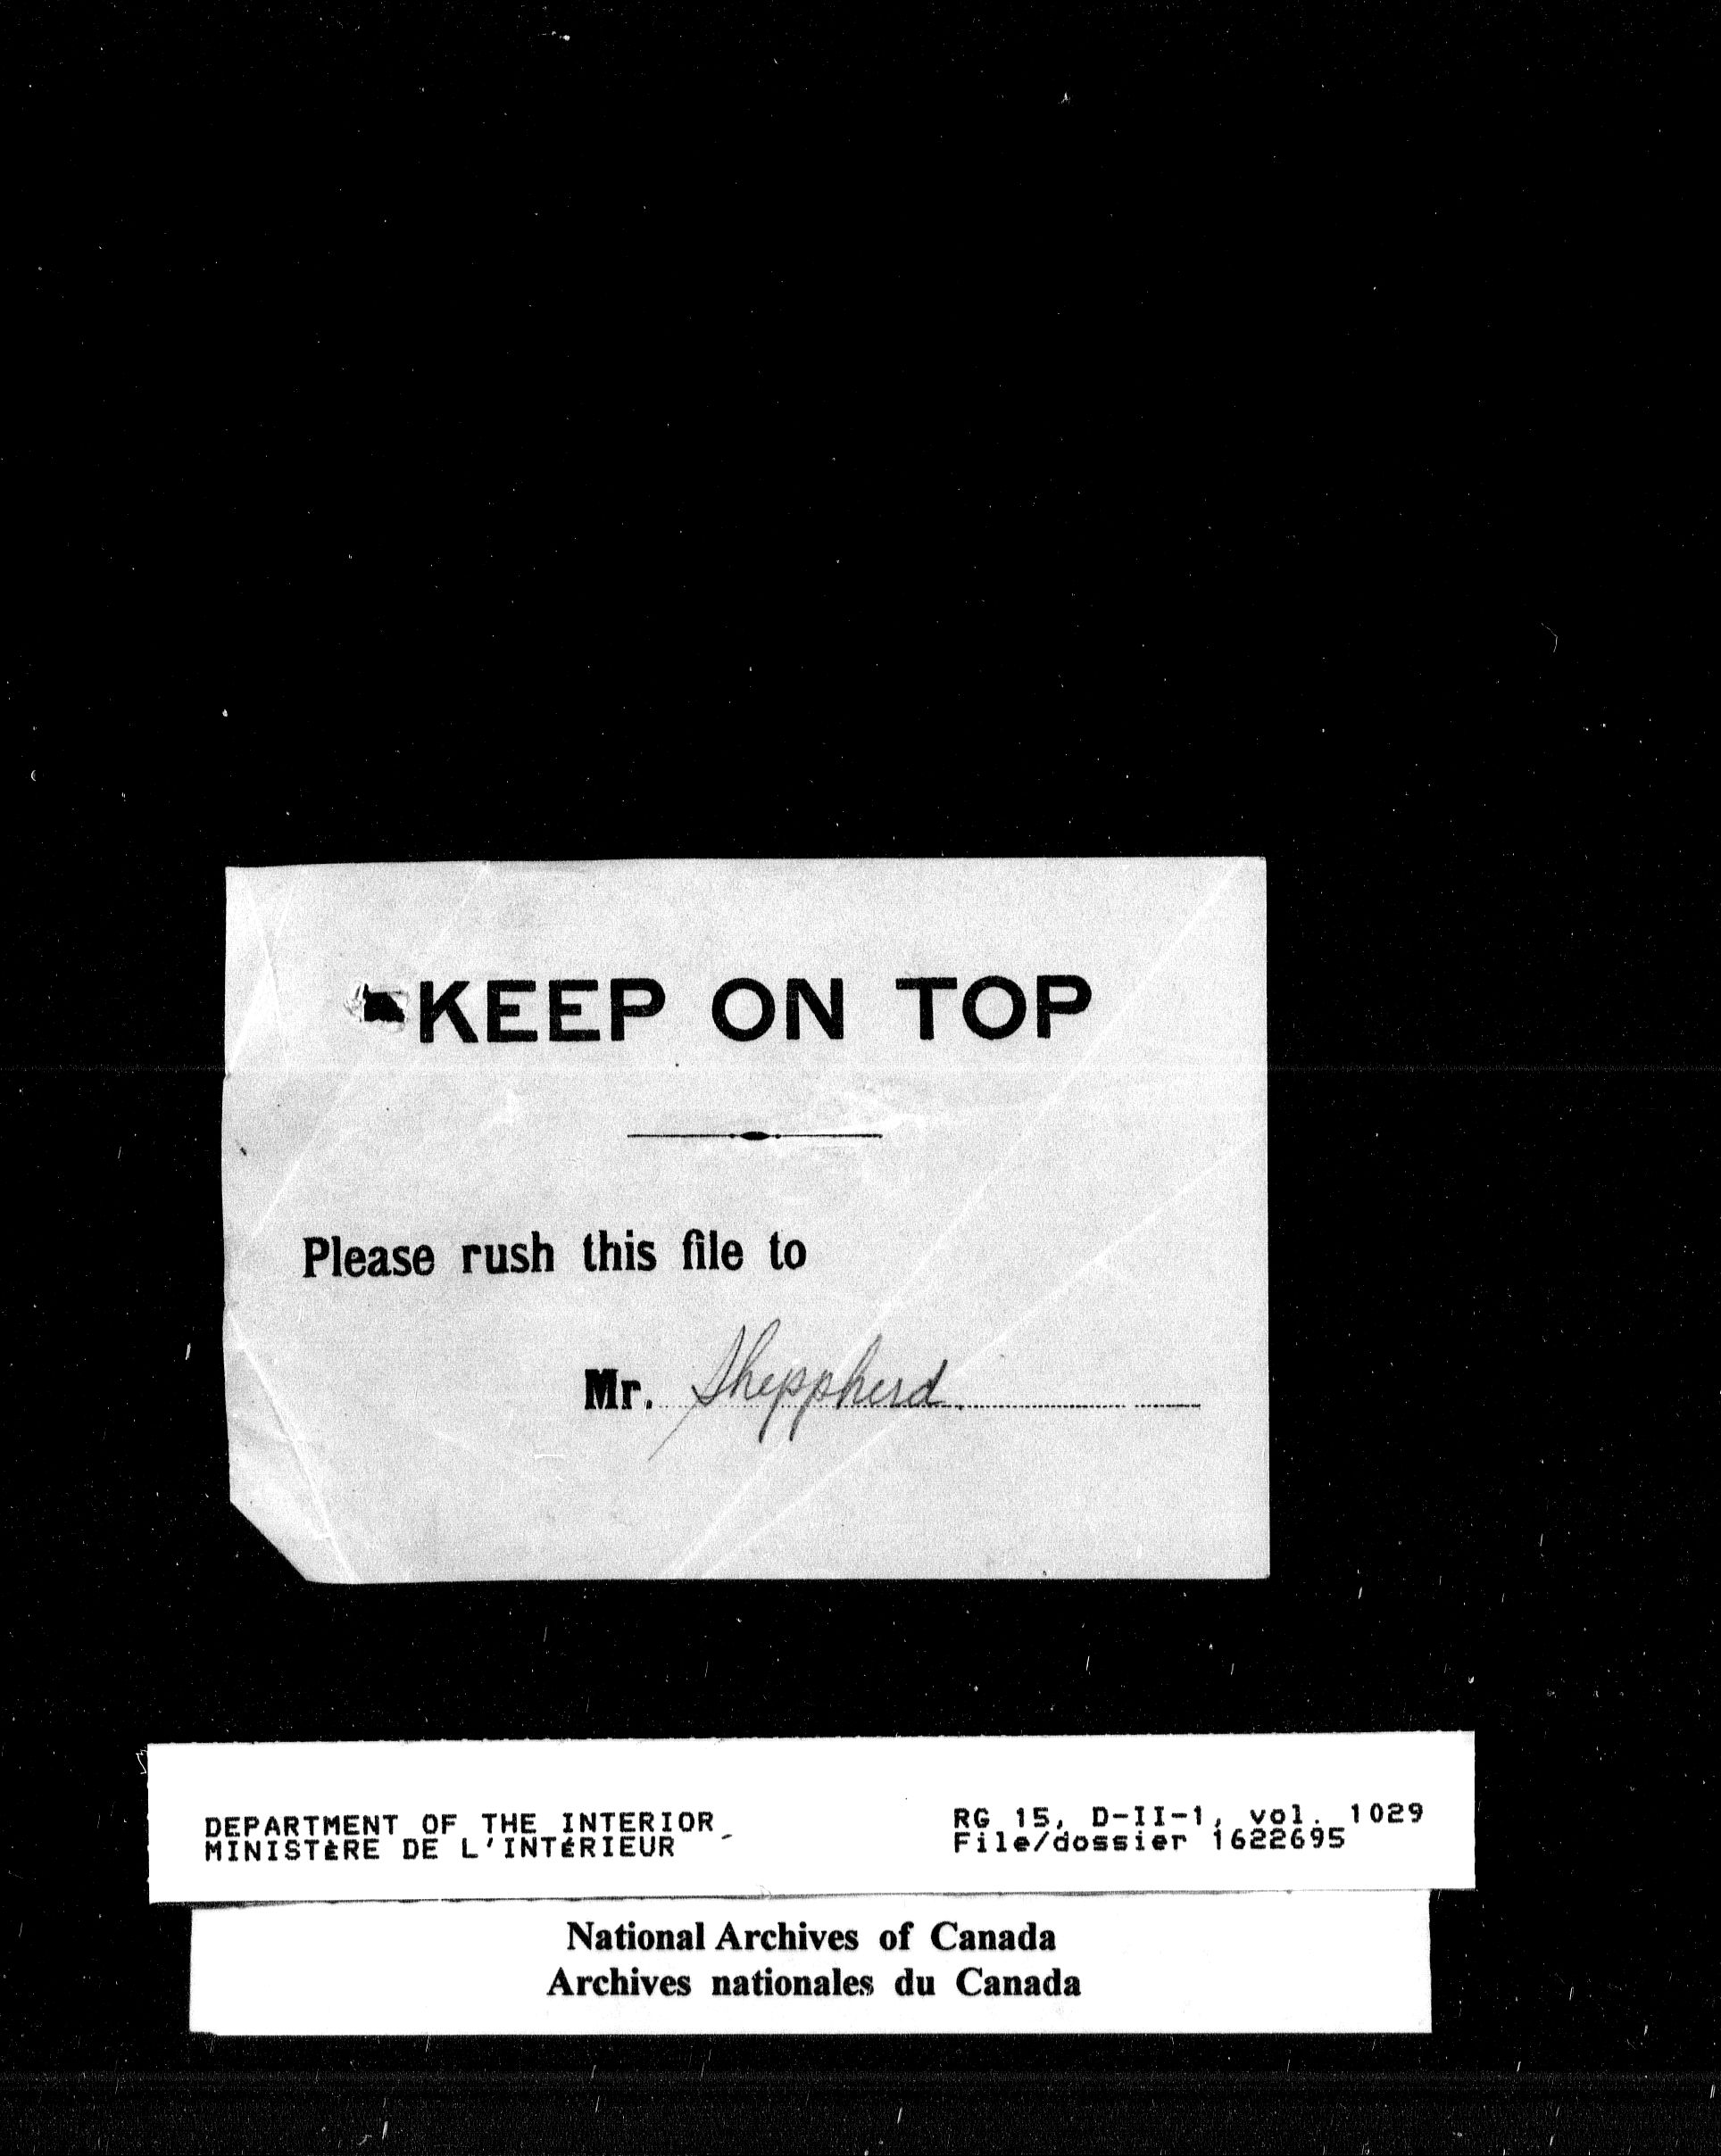 KEEP ON TOP
Please rush this file to
Mr. Sheppherd
DEPARTMENT OF THE INTERIOR
MINISTÈRE DE L'INTÉRIEUR
RG 15, D-II-1, vol. 1029
File/dossier 1622695
National Archives of Canada
Archives nationales du Canada